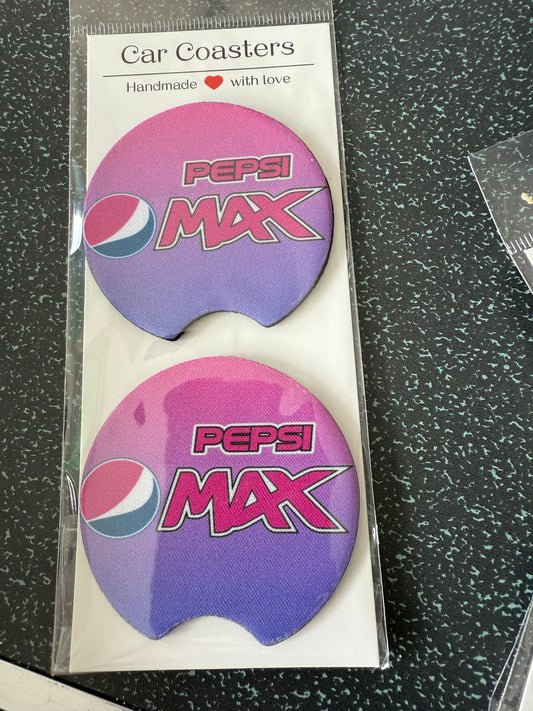 Car Coasters
Handmade with love
PEPSI
MAX
PEPSI
MAX